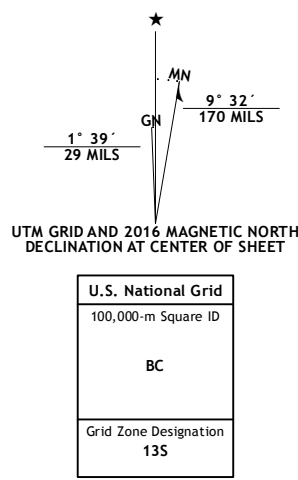 ★
MN
GN
9° 32´
170 MILS
1° 39´
29 MILS
UTM GRID AND 2016 MAGNETIC NORTH
DECLINATION AT CENTER OF SHEET
U.S. National Grid
100,000-m Square ID
BC
Grid Zone Designation
13S